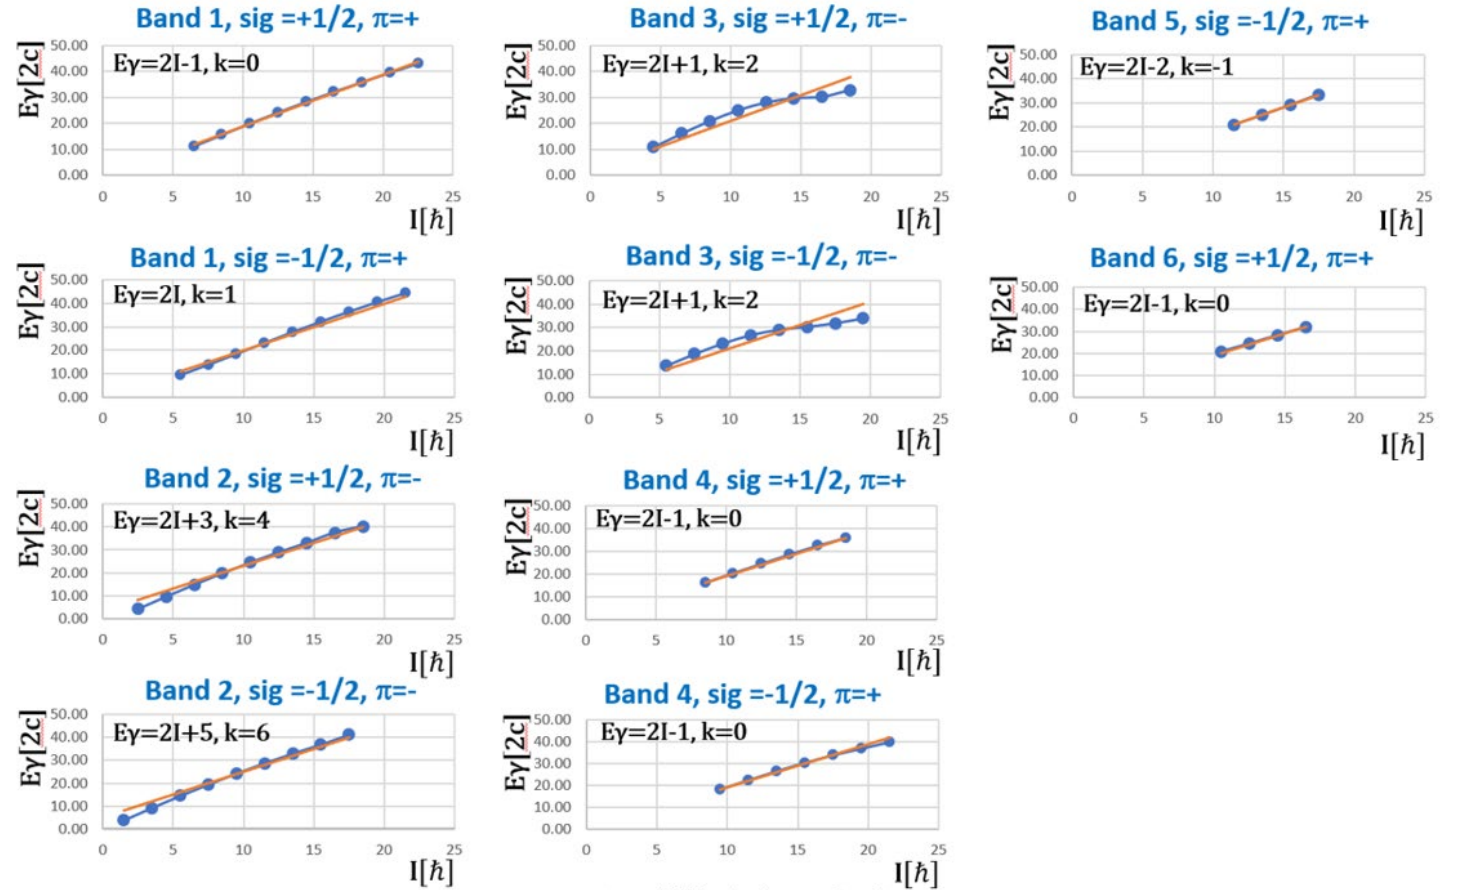 Band 1, sig =+1/2, π=+
Eγ[2c]
50.00
40.00
30.00
20.00
10.00
0.00
Eγ=2I-1, k=0
0 5 10 15 20 25
I[ℏ]
Band 1, sig =-1/2, π=+
Eγ[2c]
50.00
40.00
30.00
20.00
10.00
0.00
Eγ=2I, k=1
0 5 10 15 20 25
I[ℏ]
Band 2, sig =+1/2, π=-
Eγ[2c]
50.00
40.00
30.00
20.00
10.00
0.00
Eγ=2I+3, k=4
0 5 10 15 20 25
I[ℏ]
Band 2, sig =-1/2, π=-
Eγ[2c]
50.00
40.00
30.00
20.00
10.00
0.00
Eγ=2I+5, k=6
0 5 10 15 20 25
I[ℏ]
Band 3, sig =+1/2, π=-
Eγ[2c]
50.00
40.00
30.00
20.00
10.00
0.00
Eγ=2I+1, k=2
0 5 10 15 20 25
I[ℏ]
Band 3, sig =-1/2, π=-
Eγ[2c]
50.00
40.00
30.00
20.00
10.00
0.00
Eγ=2I+1, k=2
0 5 10 15 20 25
I[ℏ]
Band 4, sig =+1/2, π=+
Eγ[2c]
50.00
40.00
30.00
20.00
10.00
0.00
Eγ=2I-1, k=0
0 5 10 15 20 25
I[ℏ]
Band 4, sig =-1/2, π=+
Eγ[2c]
50.00
40.00
30.00
20.00
10.00
0.00
Eγ=2I-1, k=0
0 5 10 15 20 25
I[ℏ]
Band 5, sig =-1/2, π=+
Eγ[2c]
50.00
40.00
30.00
20.00
10.00
0.00
Eγ=2I-2, k=-1
0 5 10 15 20 25
I[ℏ]
Band 6, sig =+1/2, π=+
Eγ[2c]
50.00
40.00
30.00
20.00
10.00
0.00
Eγ=2I-1, k=0
0 5 10 15 20 25
I[ℏ]